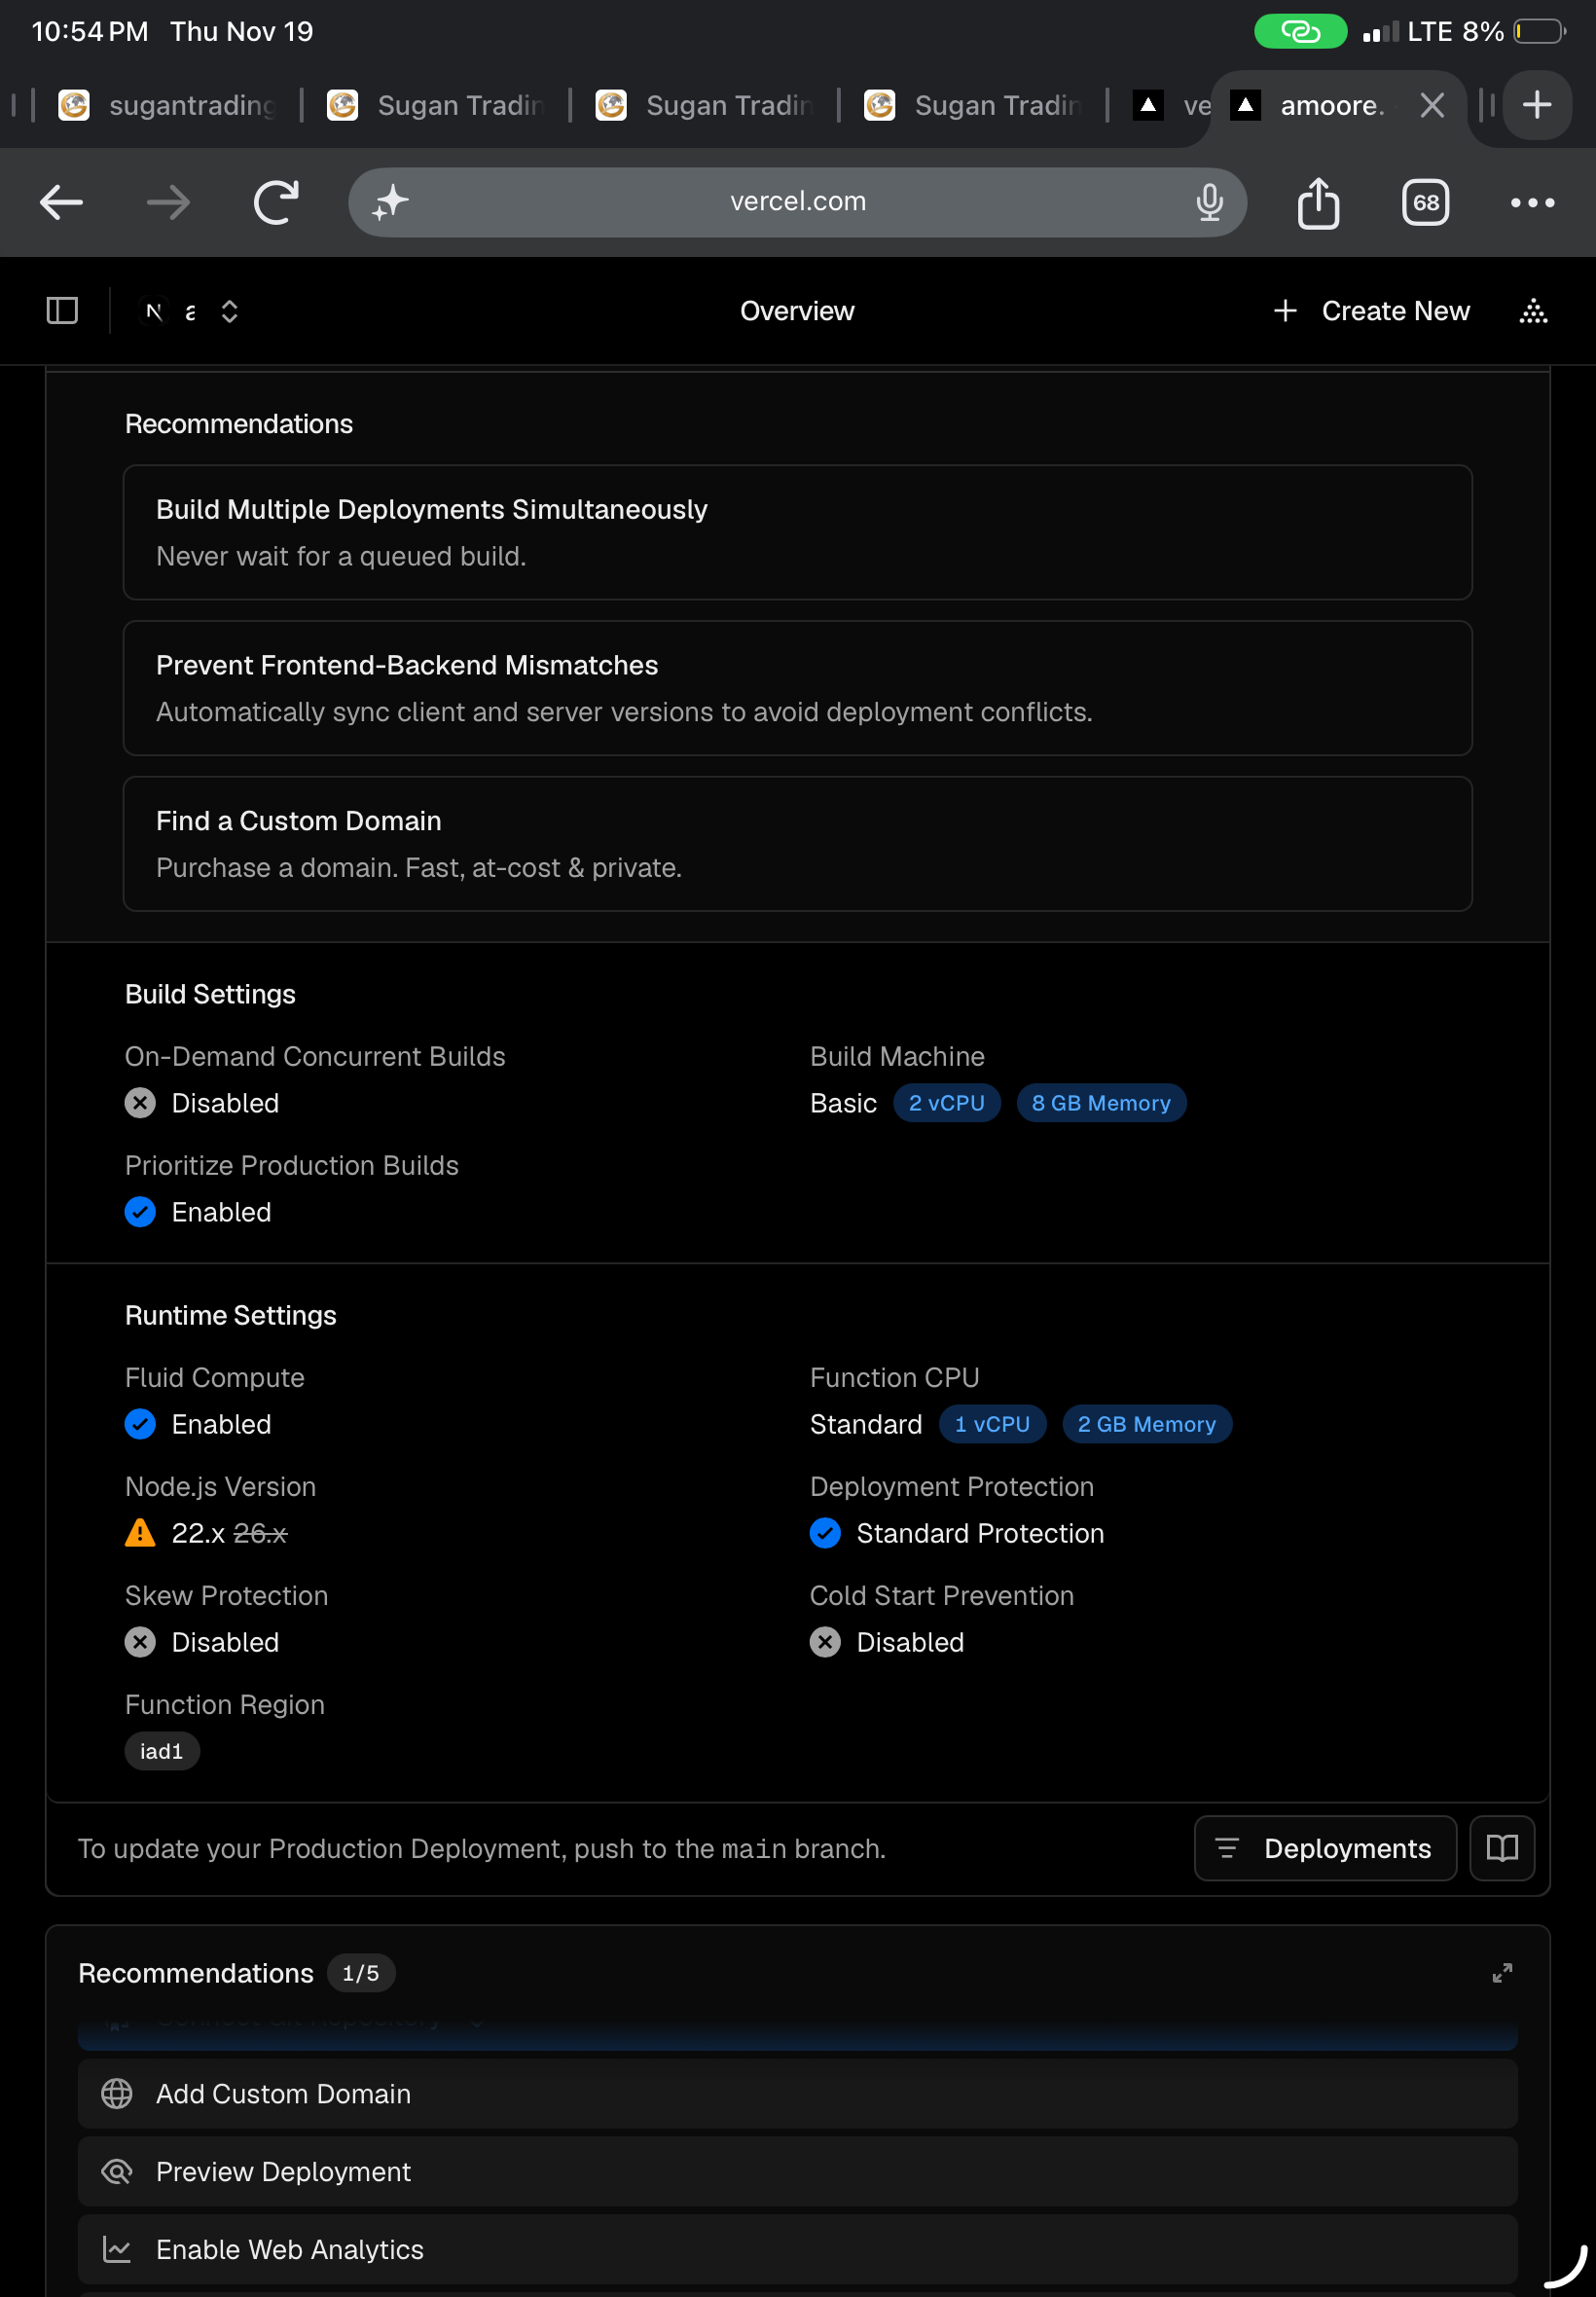 10:54 PM Thu Nov 19
LTE 8%
sugantrading
Sugan Tradin
Sugan Tradin
Sugan Tradin
ve
amoore.
vercel.com
68
N a
Overview
Create New
Recommendations
Build Multiple Deployments Simultaneously
Never wait for a queued build.
Prevent Frontend-Backend Mismatches
Automatically sync client and server versions to avoid deployment conflicts.
Find a Custom Domain
Purchase a domain. Fast, at-cost & private.
Build Settings
On-Demand Concurrent Builds
Disabled
Build Machine
Basic 2 vCPU 8 GB Memory
Prioritize Production Builds
Enabled
Runtime Settings
Fluid Compute
Enabled
Function CPU
Standard 1 vCPU 2 GB Memory
Node.js Version
22.x 26.x
Deployment Protection
Standard Protection
Skew Protection
Disabled
Cold Start Prevention
Disabled
Function Region
iad1
To update your Production Deployment, push to the main branch.
Deployments
Recommendations 1/5
Connect Git Repository
Add Custom Domain
Preview Deployment
Enable Web Analytics